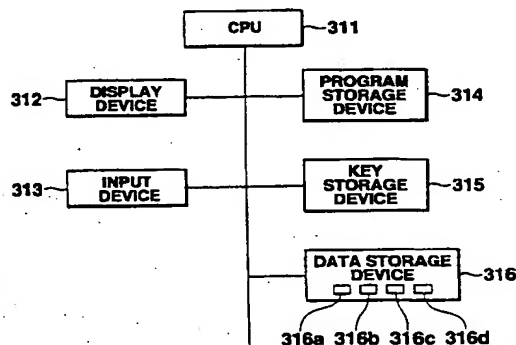 CPU 311
312 DISPLAY DEVICE
PROGRAM STORAGE DEVICE 314
313 INPUT DEVICE
KEY STORAGE DEVICE 315
DATA STORAGE DEVICE 316
316a 316b 316c 316d